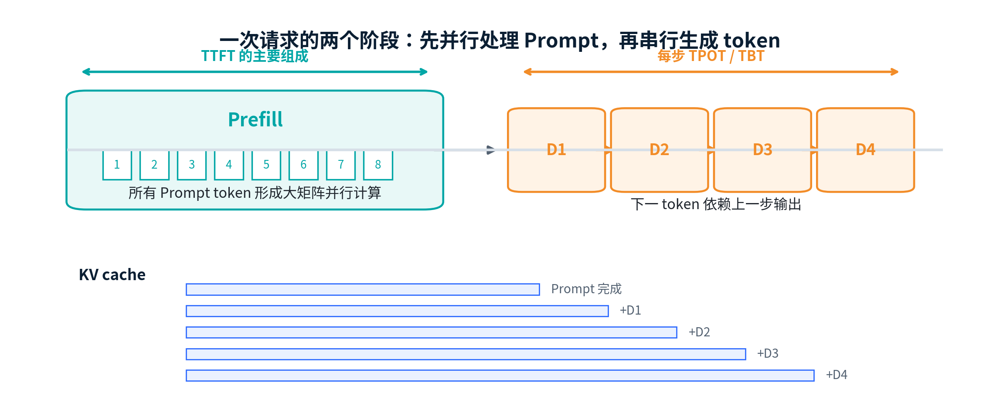 一次请求的两个阶段：先并行处理 Prompt，再串行生成 token
TTFT 的主要组成
每步 TPOT / TBT
Prefill
1 2 3 4 5 6 7 8
所有 Prompt token 形成大矩阵并行计算
D1 D2 D3 D4
下一 token 依赖上一步输出
KV cache
Prompt 完成
+D1
+D2
+D3
+D4